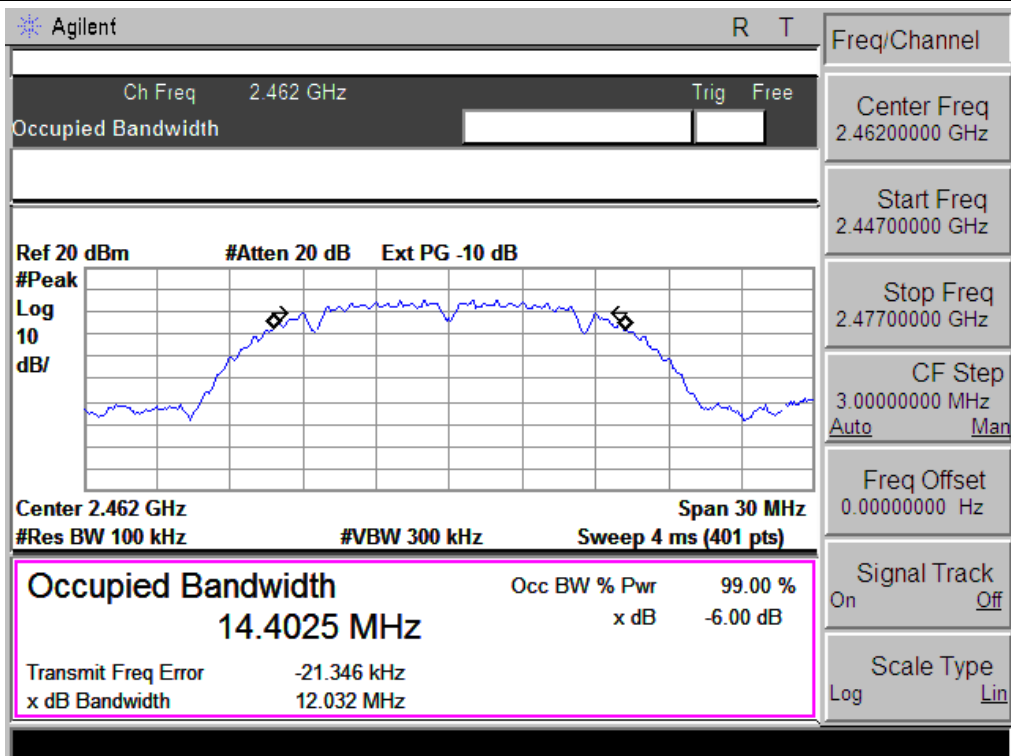 Agilent R T
Ch Freq 2.462 GHz Trig Free
Occupied Bandwidth
Ref 20 dBm #Atten 20 dB Ext PG -10 dB
#Peak
Log
10
dB/
Center 2.462 GHz Span 30 MHz
#Res BW 100 kHz #VBW 300 kHz Sweep 4 ms (401 pts)
Occupied Bandwidth
14.4025 MHz
Occ BW % Pwr 99.00 %
x dB -6.00 dB
Transmit Freq Error -21.346 kHz
x dB Bandwidth 12.032 MHz
Freq/Channel
Center Freq
2.46200000 GHz
Start Freq
2.44700000 GHz
Stop Freq
2.47700000 GHz
CF Step
3.00000000 MHz
Auto Man
Freq Offset
0.00000000 Hz
Signal Track
On Off
Scale Type
Log Lin